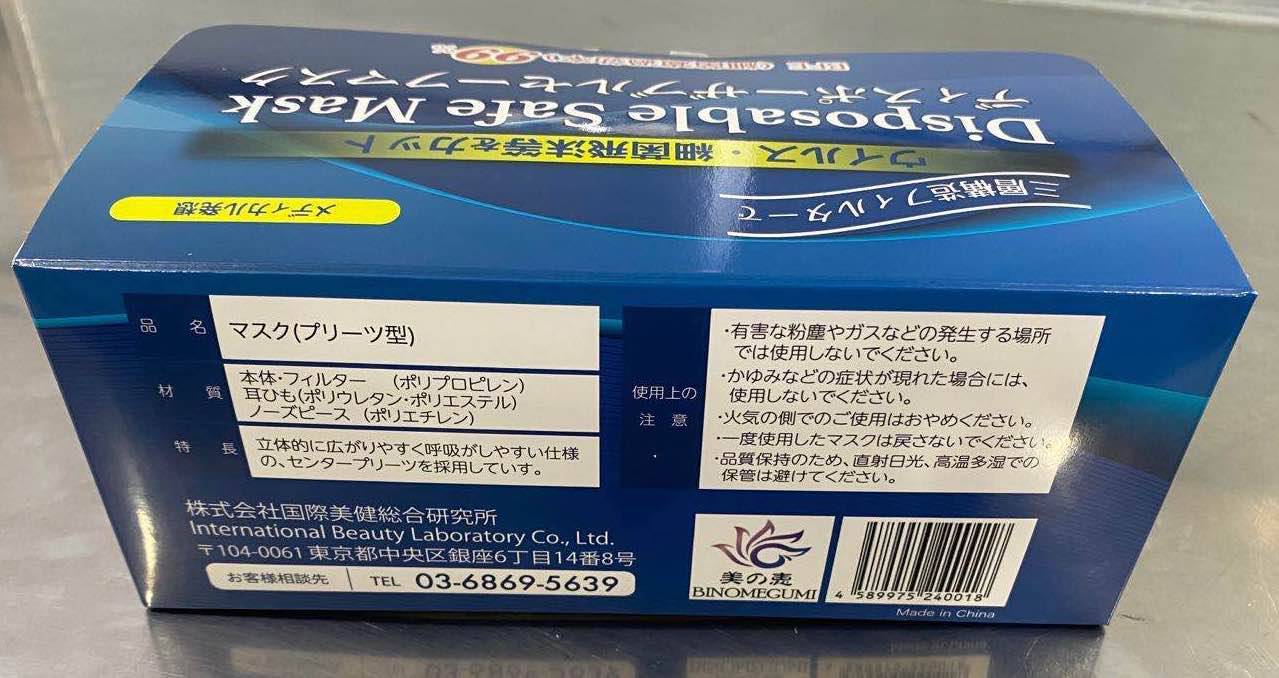 BFE（細菌濾過効率）99%
ディスポーザブルセーフマスク
Disposable Safe Mask
ウイルス・細菌飛沫等をカット
三層構造フィルターで
メディカル発想
品名
マスク(プリーツ型)
材質
本体・フィルター （ポリプロピレン）
耳ひも(ポリウレタン・ポリエステル)
ノーズピース （ポリエチレン）
特長
立体的に広がりやすく呼吸がしやすい仕様
の、センタープリーツを採用しています。
使用上の
注意
・有害な粉塵やガスなどの発生する場所
では使用しないでください。
・かゆみなどの症状が現れた場合には、
使用しないでください。
・火気の側でのご使用はおやめください。
・一度使用したマスクは戻さないでください。
・品質保持のため、直射日光、高温多湿での
保管は避けてください。
株式会社国際美健総合研究所
International Beauty Laboratory Co., Ltd.
〒104-0061 東京都中央区銀座6丁目14番8号
お客様相談先 TEL 03-6869-5639
美の恵
BINOMEGUMI
4 589975 240018
Made in China